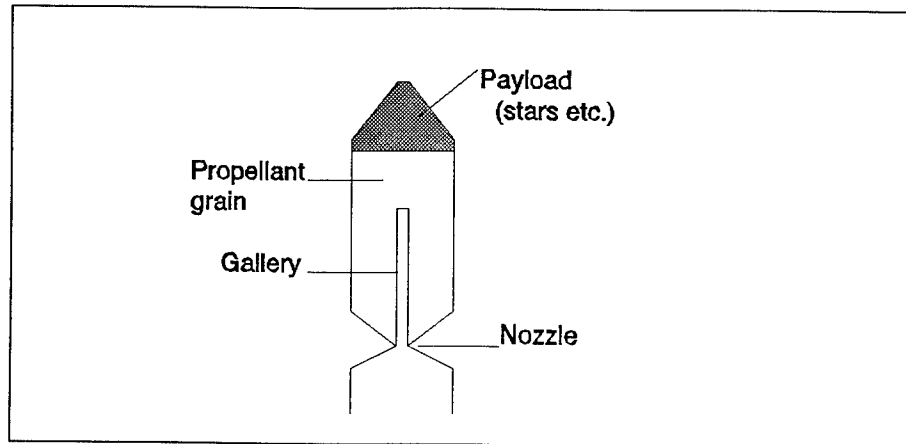 Payload
(stars etc.)
Propellant
grain
Gallery
Nozzle